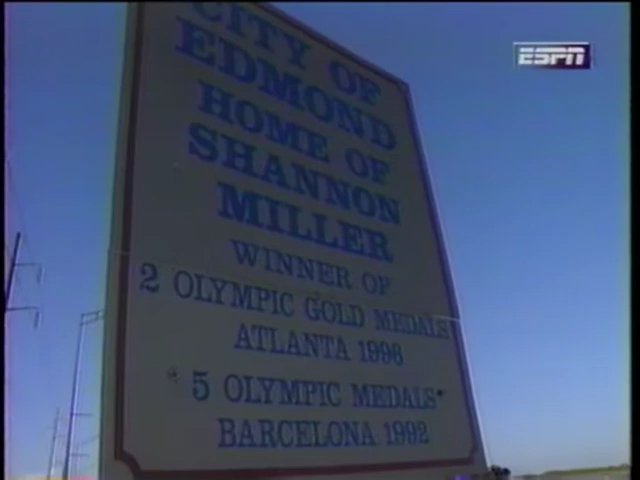 CITY OF
EDMOND
HOME OF
SHANNON
MILLER
WINNER OF
2 OLYMPIC GOLD MEDALS
ATLANTA 1996
5 OLYMPIC MEDALS
BARCELONA 1992
ESPN